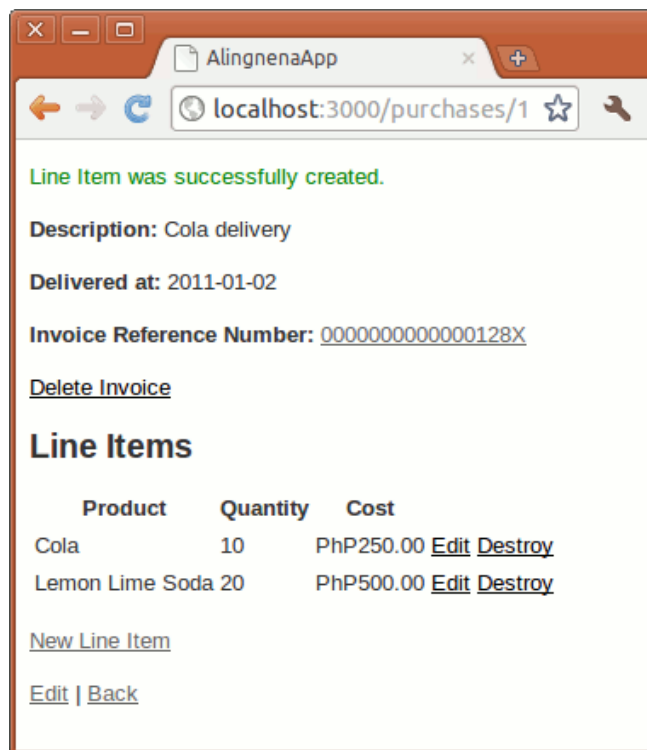 AlingnenaApp
localhost:3000/purchases/1
Line Item was successfully created.
Description: Cola delivery
Delivered at: 2011-01-02
Invoice Reference Number: 0000000000000128X
Delete Invoice
Line Items
Product Quantity Cost
Cola 10 PhP250.00 Edit Destroy
Lemon Lime Soda 20 PhP500.00 Edit Destroy
New Line Item
Edit | Back